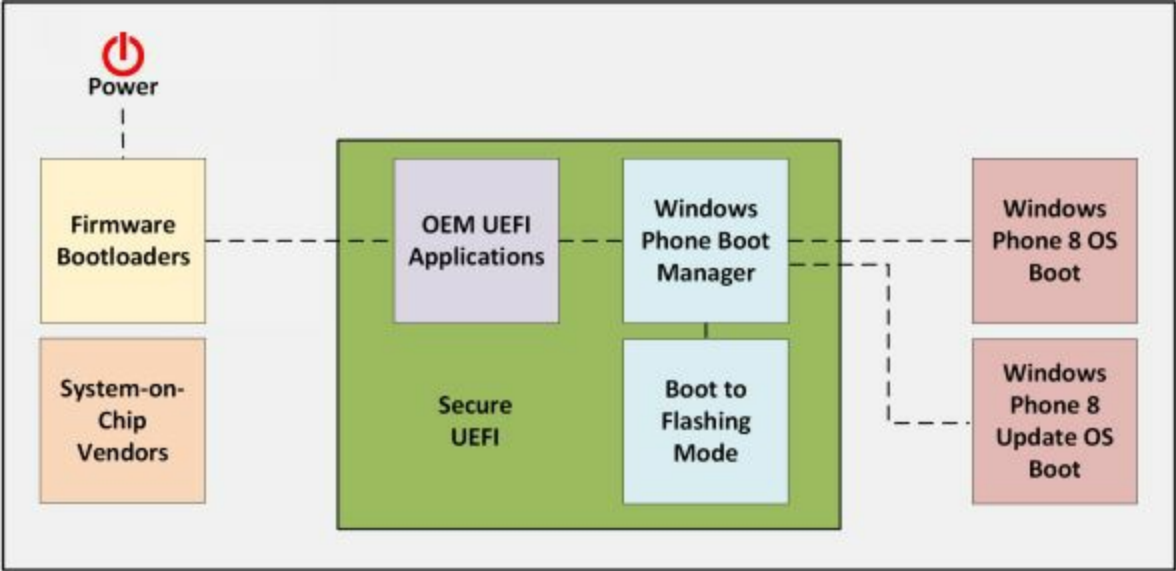 Power
Firmware
Bootloaders
System-on-
Chip
Vendors
OEM UEFI
Applications
Secure
UEFI
Windows
Phone Boot
Manager
Boot to
Flashing
Mode
Windows
Phone 8 OS
Boot
Windows
Phone 8
Update OS
Boot